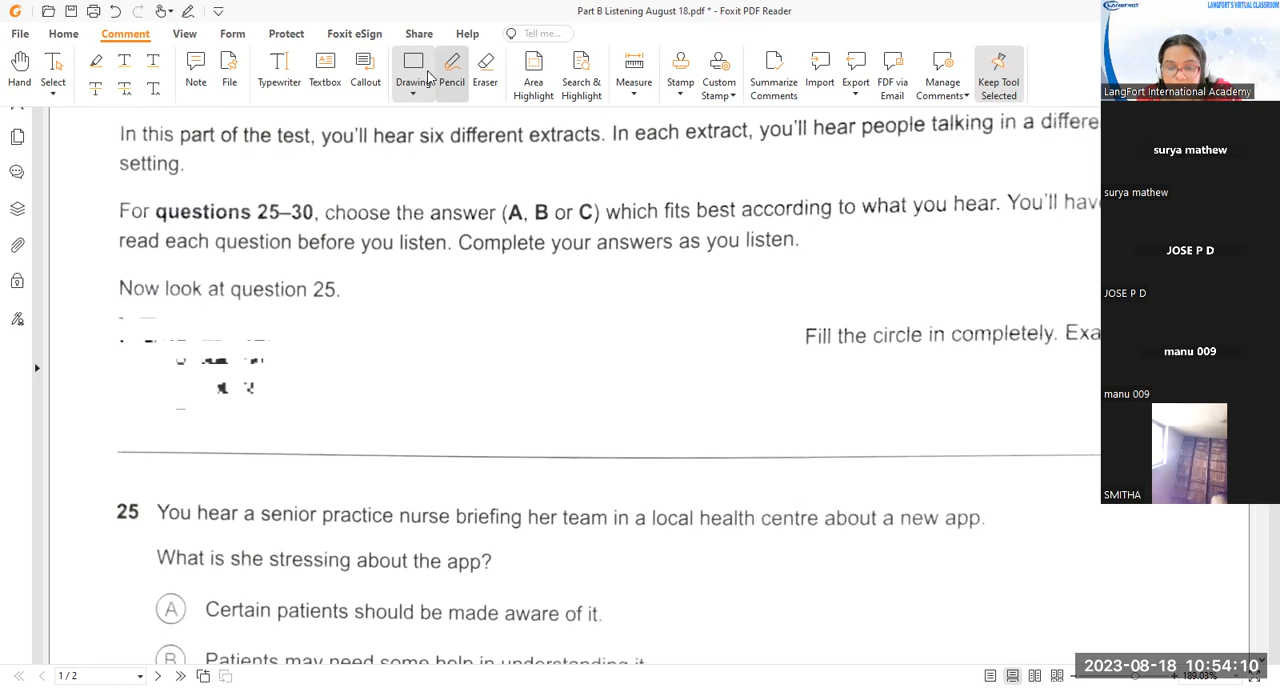 Part B Listening August 18.pdf * - Foxit PDF Reader
File Home Comment View Form Protect Foxit eSign Share Help Tell me...
Hand Select Note File Typewriter Textbox Callout Drawing Pencil Eraser Area Highlight Search & Highlight Measure Stamp Custom Stamp Summarize Comments Import Export FDF via Email Manage Comments Keep Tool Selected
LANGFORT'S VIRTUAL CLASSROOM
LangFort International Academy
surya mathew
surya mathew
JOSE P D
JOSE P D
manu 009
manu 009
SMITHA
In this part of the test, you'll hear six different extracts. In each extract, you'll hear people talking in a differe
setting.
For questions 25–30, choose the answer (A, B or C) which fits best according to what you hear. You'll hav
read each question before you listen. Complete your answers as you listen.
Now look at question 25.
Fill the circle in completely. Exa
25 You hear a senior practice nurse briefing her team in a local health centre about a new app.
What is she stressing about the app?
A Certain patients should be made aware of it.
B Patients may need some help in understanding it.
1 / 2
2023-08-18 10:54:10
189.03%